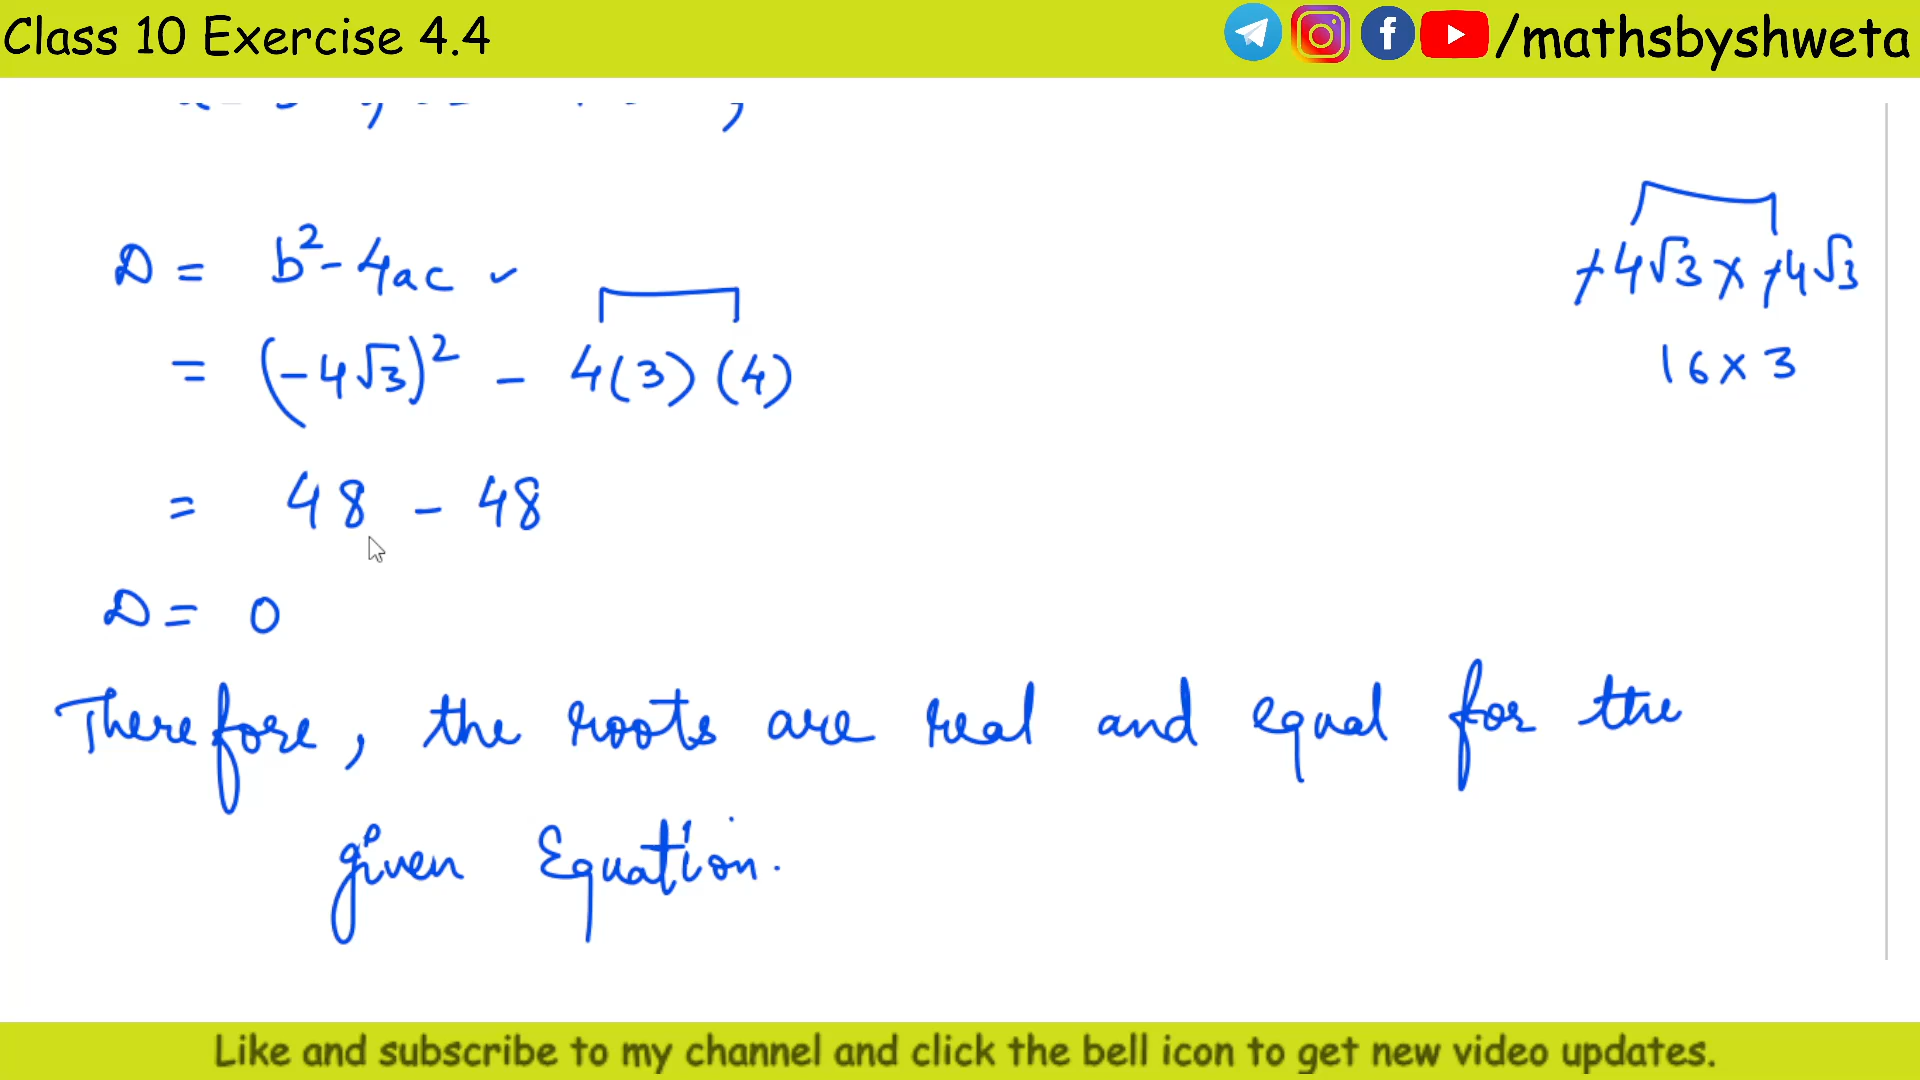 Class 10 Exercise 4.4
/mathsbyshweta
D = b² - 4ac ✓
= (-4√3)² - 4(3)(4)
-4√3 × -4√3
16 × 3
= 48 - 48
D = 0
Therefore, the roots are real and equal for the
given Equation.
Like and subscribe to my channel and click the bell icon to get new video updates.